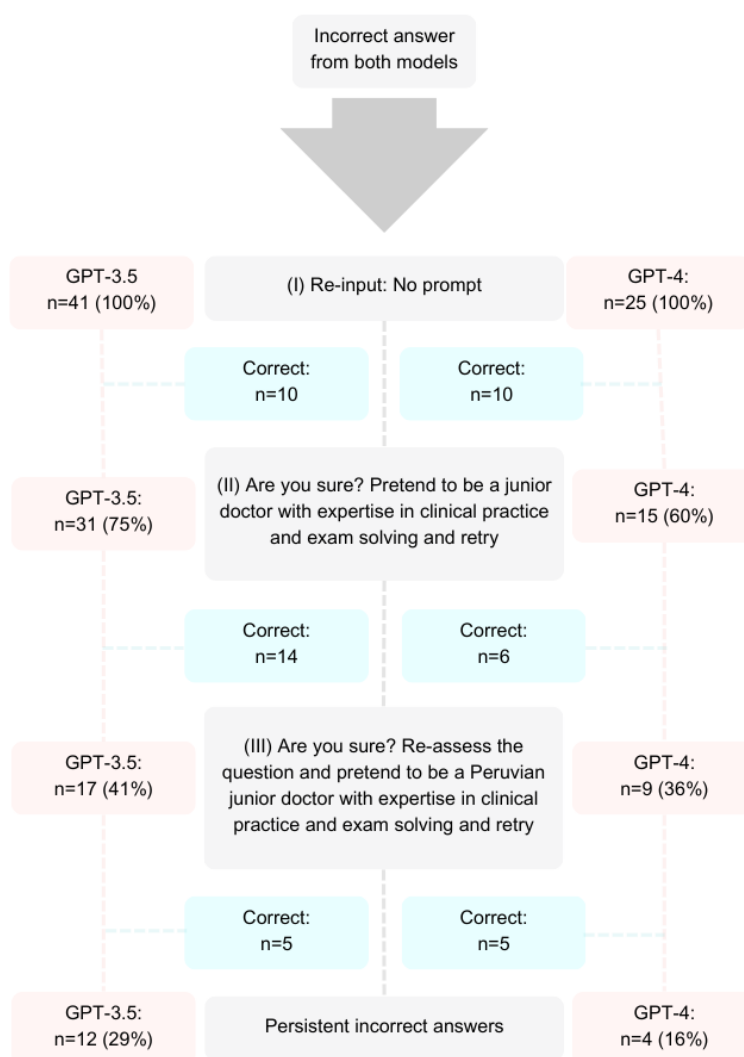 Incorrect answer
from both models
GPT-3.5
n=41 (100%)
(I) Re-input: No prompt
GPT-4:
n=25 (100%)
Correct:
n=10
Correct:
n=10
GPT-3.5:
n=31 (75%)
(II) Are you sure? Pretend to be a junior
doctor with expertise in clinical practice
and exam solving and retry
GPT-4:
n=15 (60%)
Correct:
n=14
Correct:
n=6
GPT-3.5:
n=17 (41%)
(III) Are you sure? Re-assess the
question and pretend to be a Peruvian
junior doctor with expertise in clinical
practice and exam solving and retry
GPT-4:
n=9 (36%)
Correct:
n=5
Correct:
n=5
GPT-3.5:
n=12 (29%)
Persistent incorrect answers
GPT-4:
n=4 (16%)